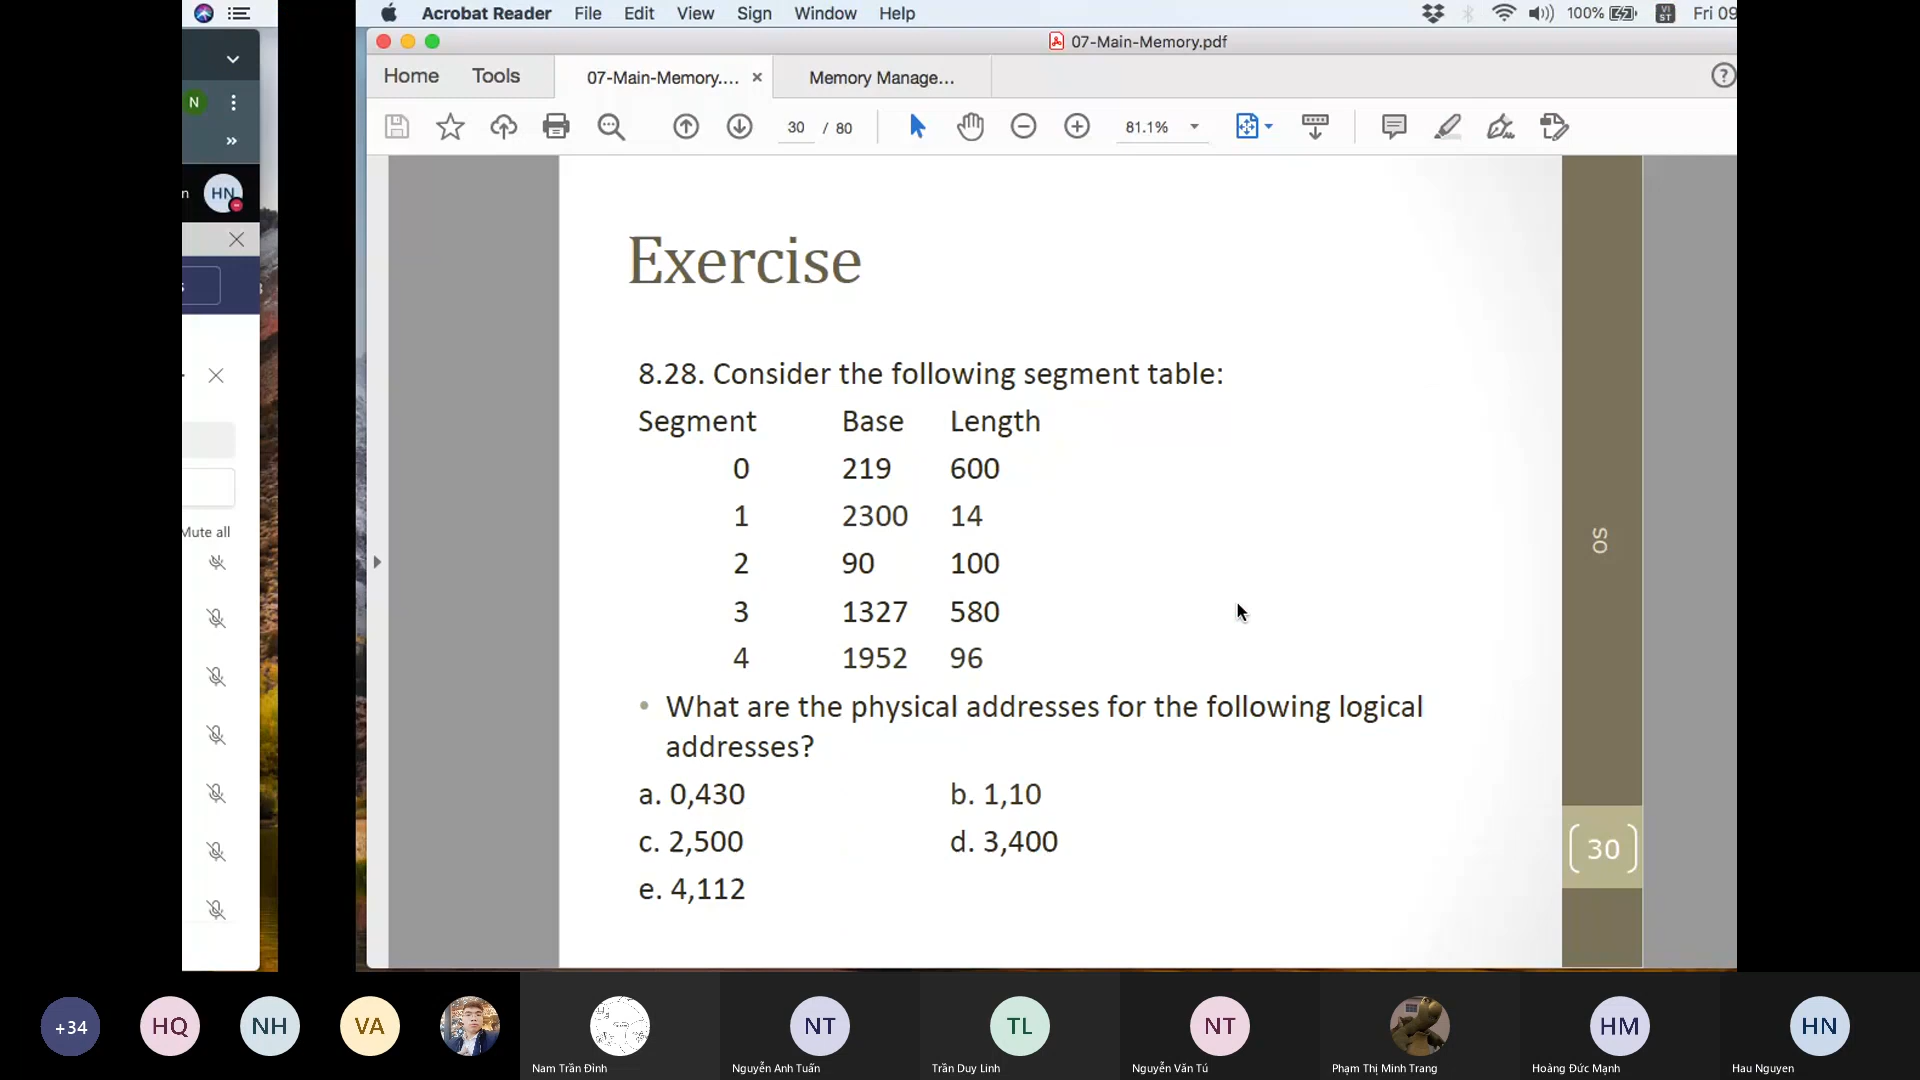 Acrobat Reader File Edit View Sign Window Help 100% VI ST Fri 09
07-Main-Memory.pdf
Home Tools 07-Main-Memory.... × Memory Manage... ?
30 / 80 81.1%
N
»
n HN
s
Mute all
Exercise
8.28. Consider the following segment table:
Segment Base Length
0 219 600
1 2300 14
2 90 100
3 1327 580
4 1952 96
• What are the physical addresses for the following logical
addresses?
a. 0,430 b. 1,10
c. 2,500 d. 3,400
e. 4,112
OS
30
+34 HQ NH VA NT TL NT HM HN
Nam Trần Đình Nguyễn Anh Tuấn Trần Duy Linh Nguyễn Văn Tú Phạm Thị Minh Trang Hoàng Đức Mạnh Hau Nguyen